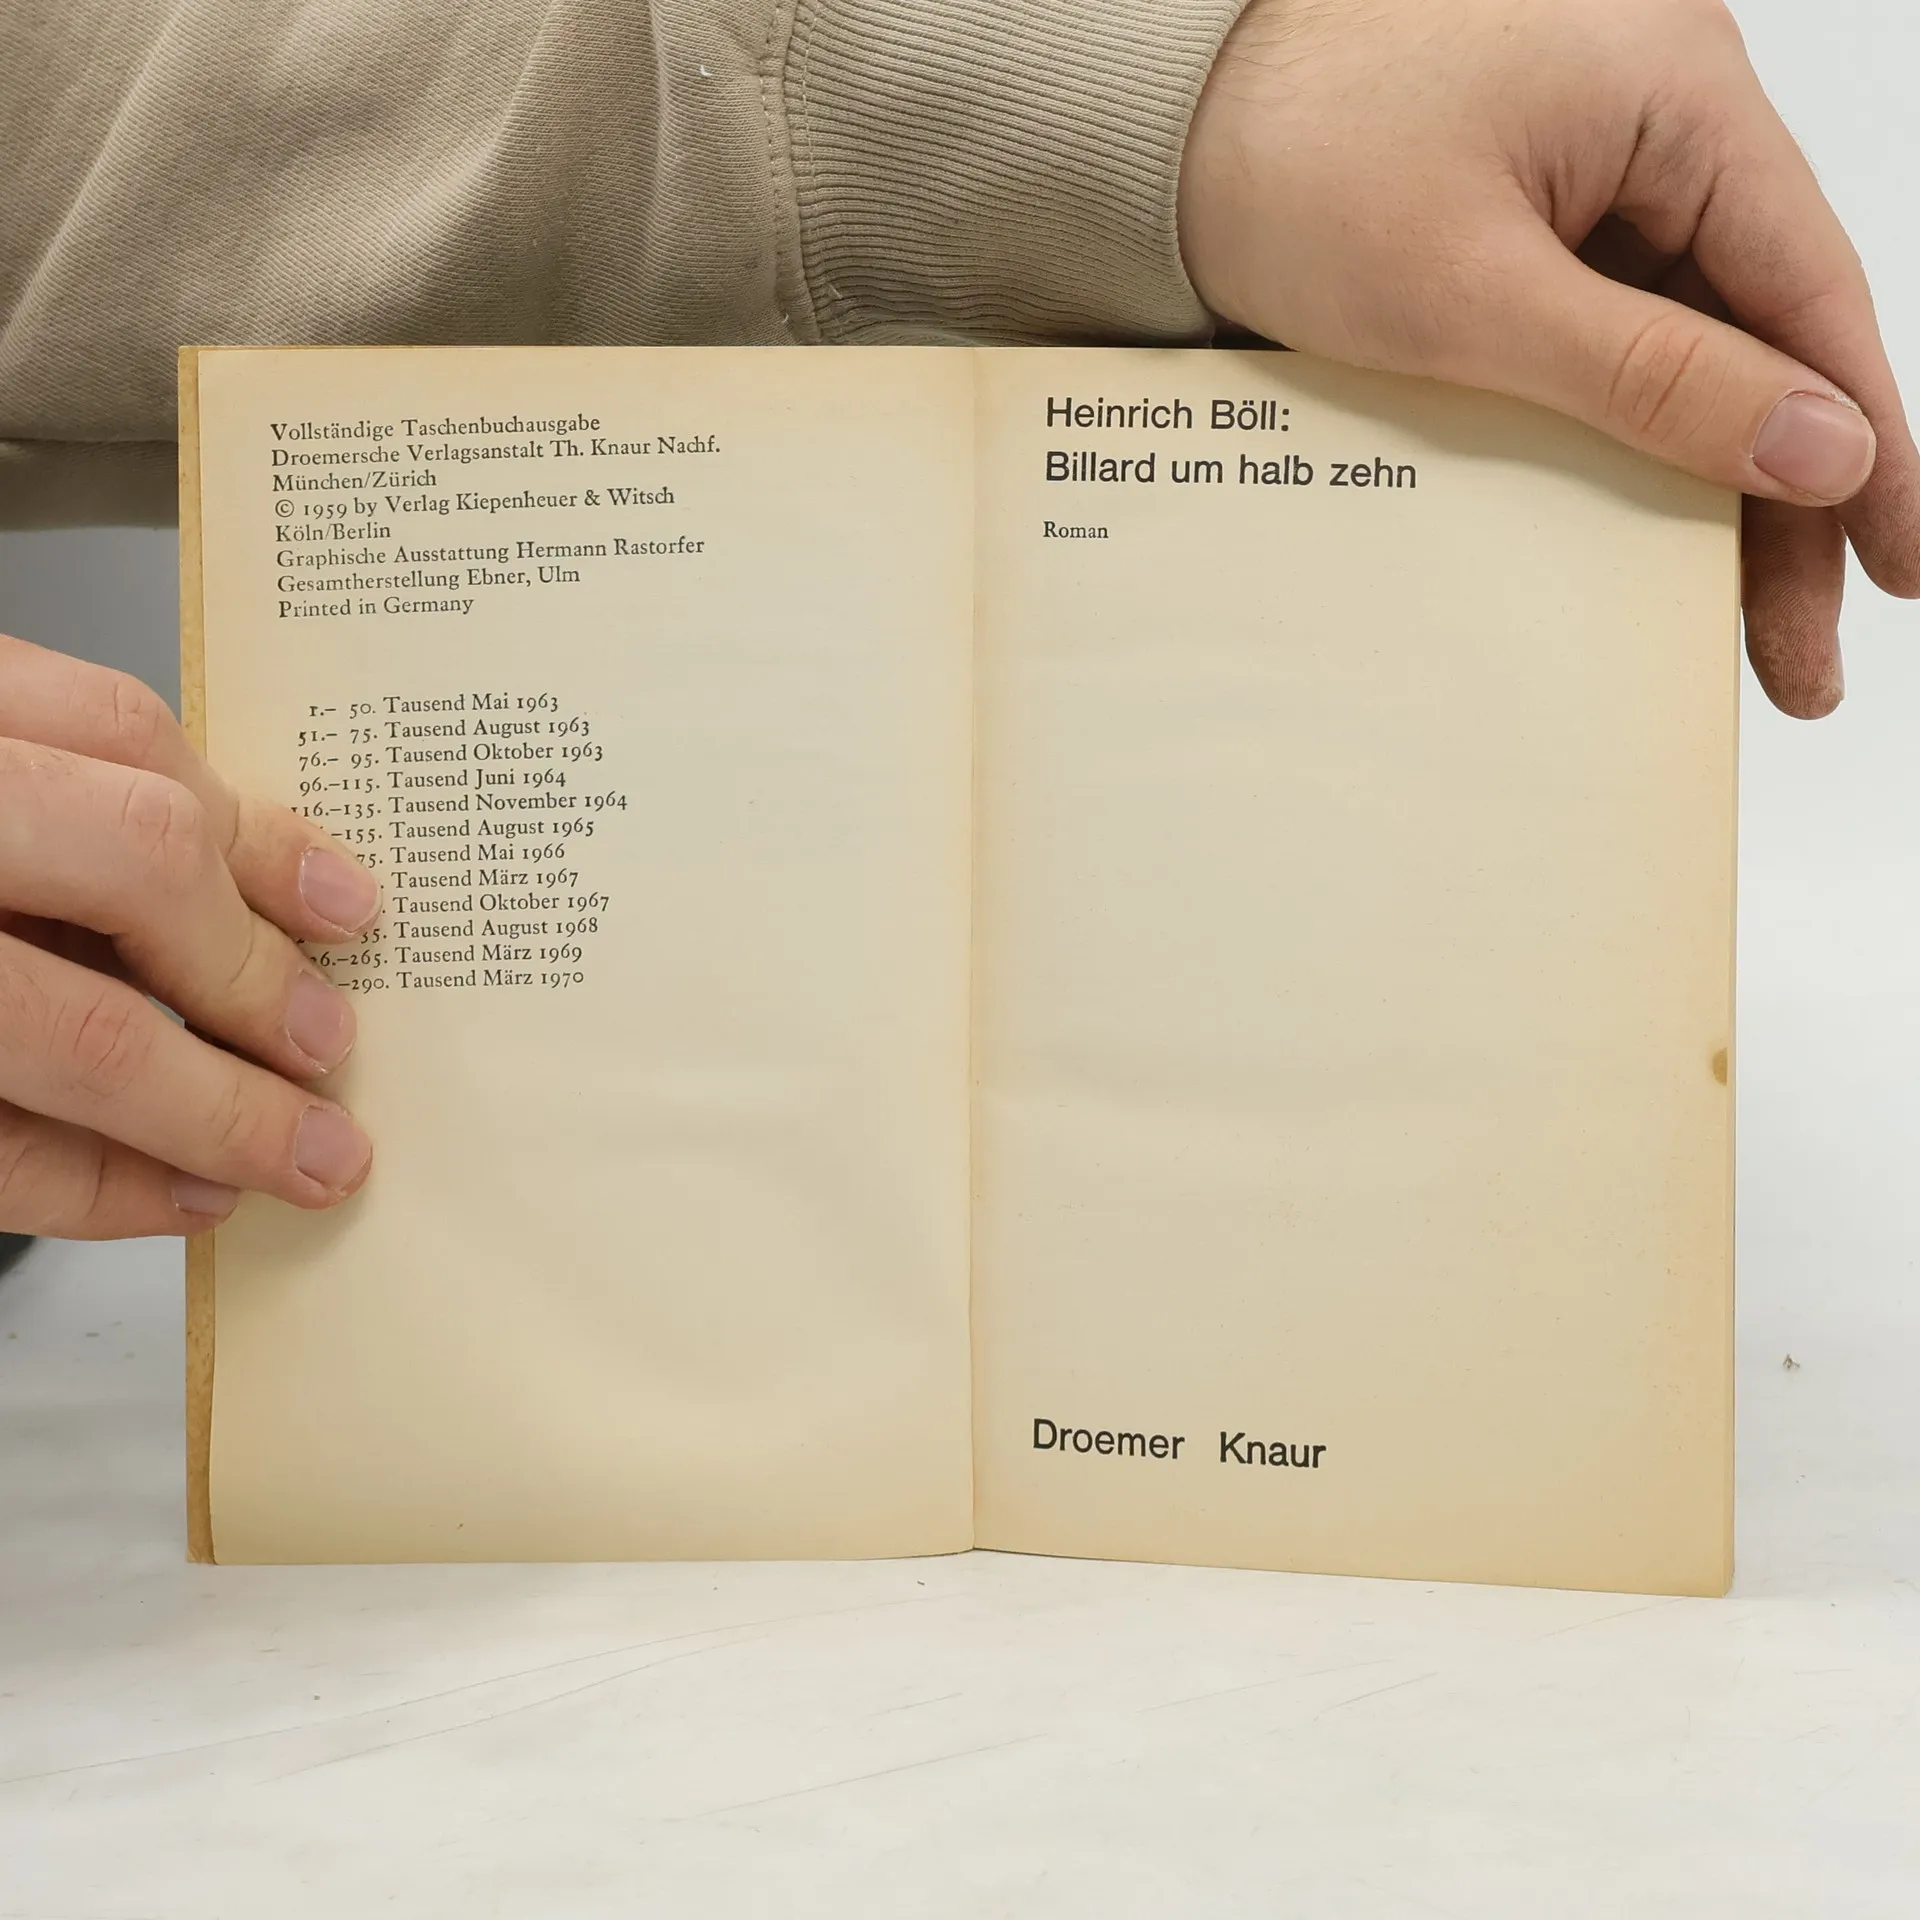 Vollständige Taschenbuchausgabe
Droemersche Verlagsanstalt Th. Knaur Nachf.
München/Zürich
© 1959 by Verlag Kiepenheuer & Witsch
Köln/Berlin
Graphische Ausstattung Hermann Rastorfer
Gesamtherstellung Ebner, Ulm
Printed in Germany
1.– 50. Tausend Mai 1963
51.– 75. Tausend August 1963
76.– 95. Tausend Oktober 1963
96.–115. Tausend Juni 1964
116.–135. Tausend November 1964
–155. Tausend August 1965
75. Tausend Mai 1966
. Tausend März 1967
. Tausend Oktober 1967
35. Tausend August 1968
36.–265. Tausend März 1969
–290. Tausend März 1970
Heinrich Böll:
Billard um halb zehn
Roman
Droemer Knaur